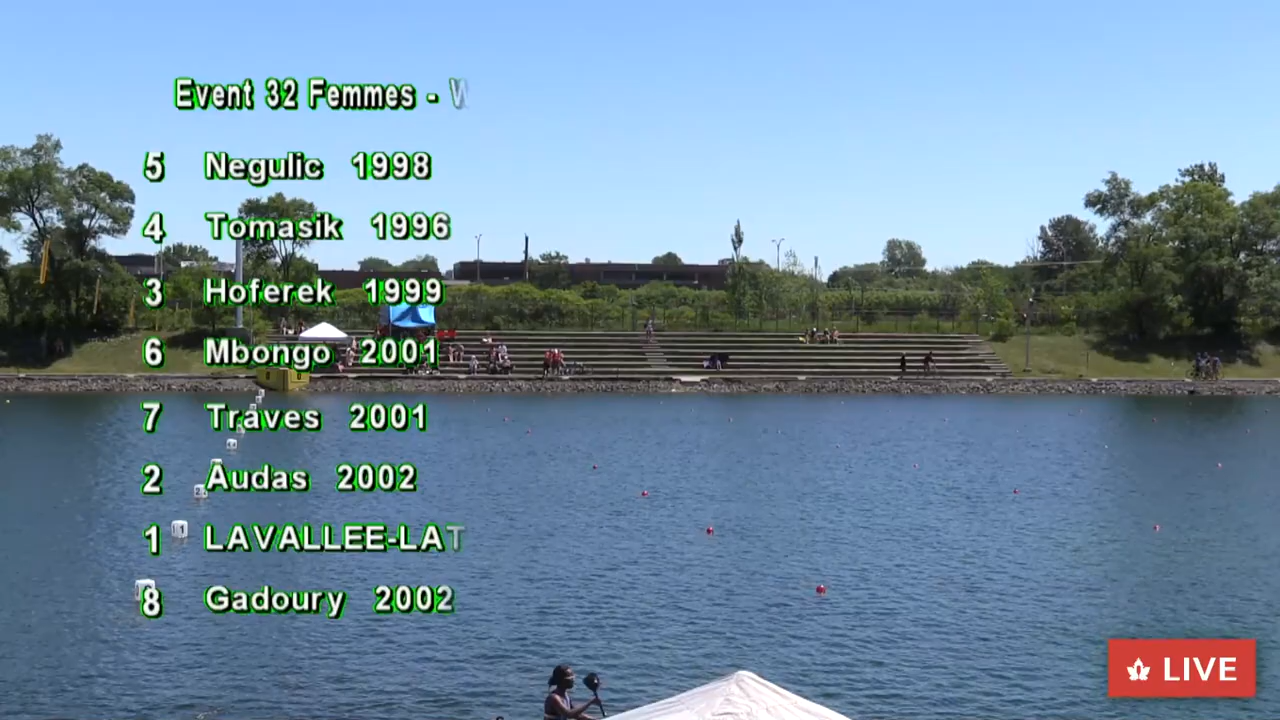 Event 32 Femmes -
5 Negulic 1998
4 Tomasik 1996
3 Hoferek 1999
6 Mbongo 2001
7 Traves 2001
2 Audas 2002
1 LAVALLEE-LAT
8 Gadoury 2002
LIVE